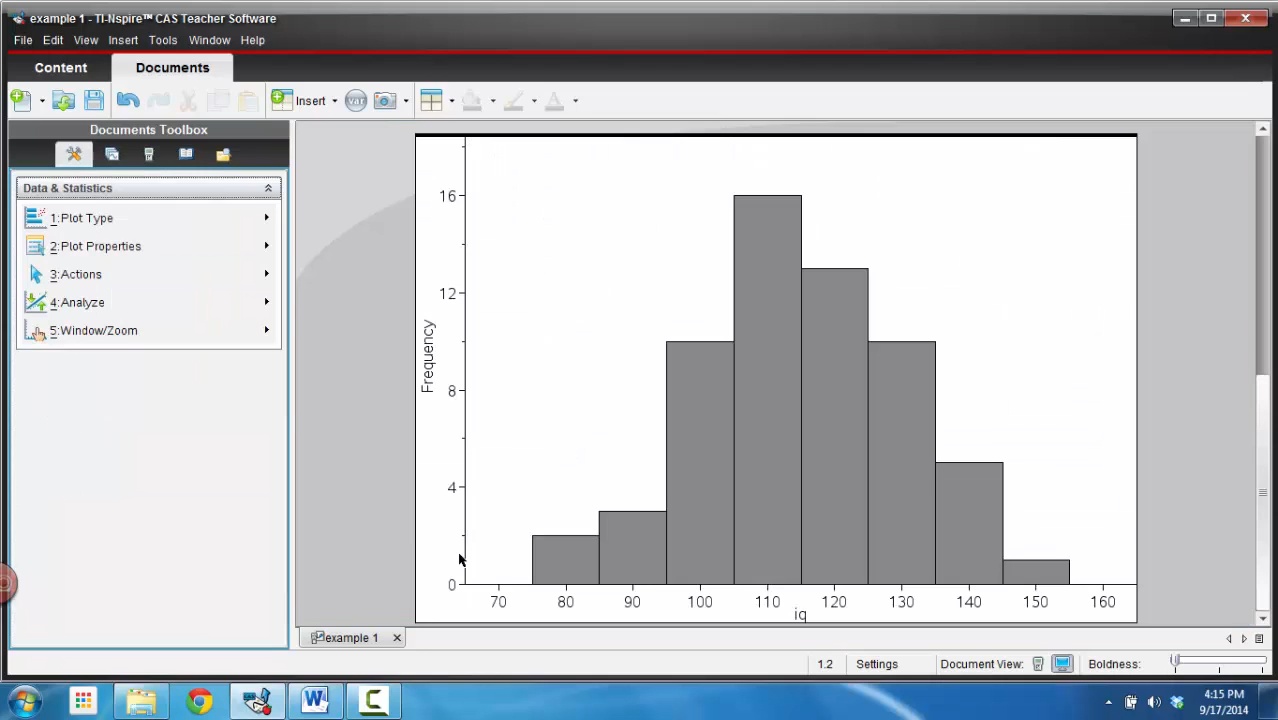 example 1 - TI-Nspire™ CAS Teacher Software
File Edit View Insert Tools Window Help
Content Documents
Insert var
Documents Toolbox
Data & Statistics
1:Plot Type
2:Plot Properties
3:Actions
4:Analyze
5:Window/Zoom
16
12
Frequency
8
4
0
70 80 90 100 110 120 130 140 150 160
iq
example 1
1.2 Settings Document View: Boldness:
4:15 PM
9/17/2014